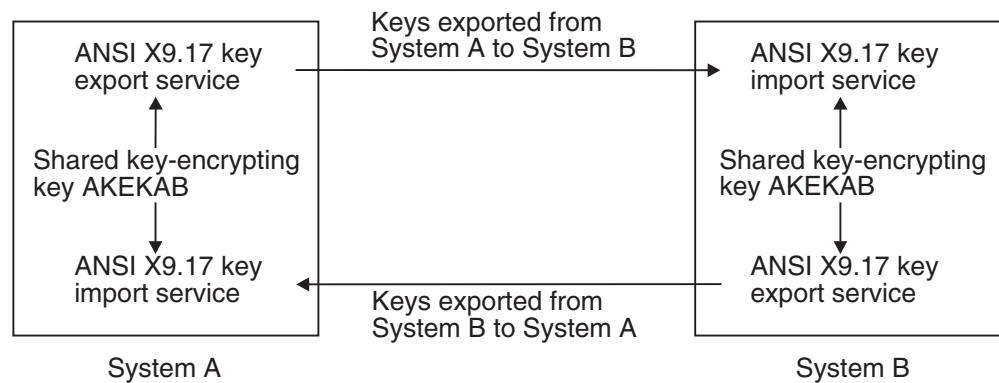 Keys exported from
System A to System B
ANSI X9.17 key
export service
Shared key-encrypting
key AKEKAB
ANSI X9.17 key
import service
System A
ANSI X9.17 key
import service
Shared key-encrypting
key AKEKAB
ANSI X9.17 key
export service
System B
Keys exported from
System B to System A